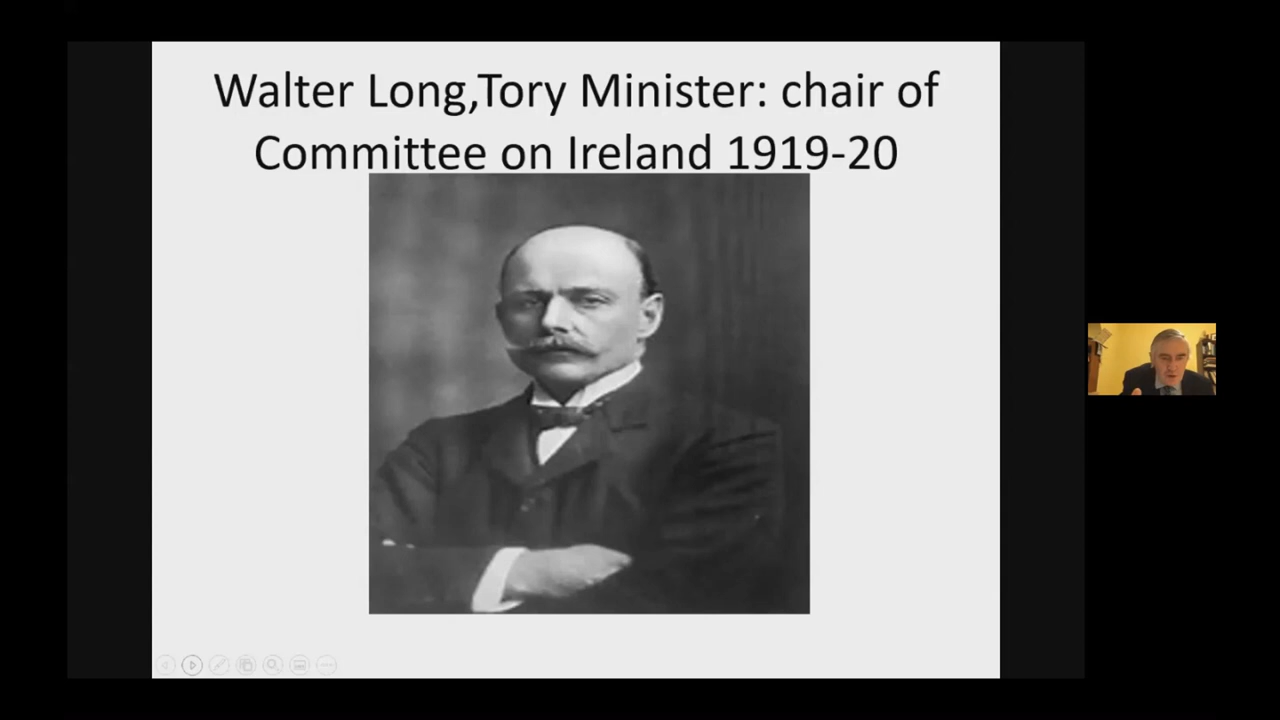 Walter Long,Tory Minister: chair of
Committee on Ireland 1919-20